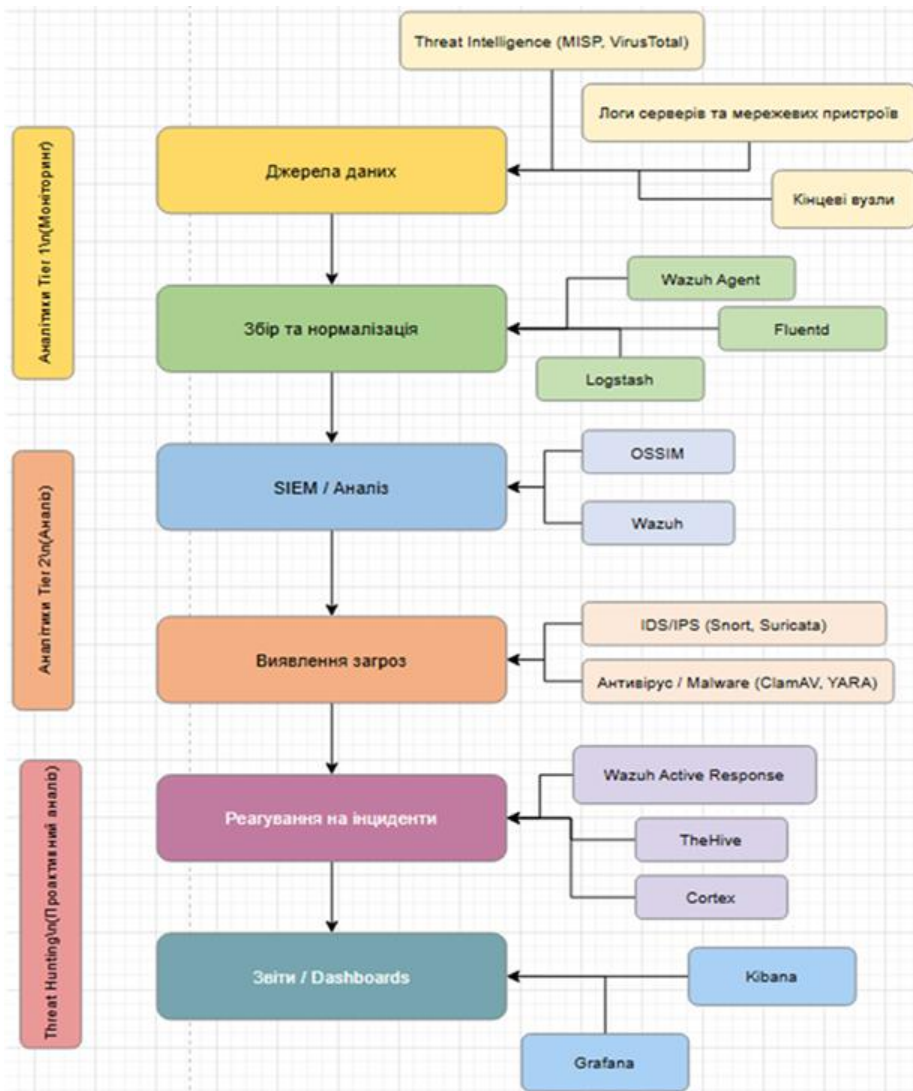 Threat Intelligence (MISP, VirusTotal)
Логи серверів та мережевих пристроїв
Джерела даних
Кінцеві вузли
Аналітики Tier 1\n(Моніторинг)
Wazuh Agent
Збір та нормалізація
Fluentd
Logstash
OSSIM
SIEM / Аналіз
Wazuh
Аналітики Tier 2\n(Аналіз)
IDS/IPS (Snort, Suricata)
Виявлення загроз
Антивірус / Malware (ClamAV, YARA)
Wazuh Active Response
Реагування на інциденти
TheHive
Cortex
Threat Hunting\n(Проактивний аналіз)
Звіти / Dashboards
Kibana
Grafana